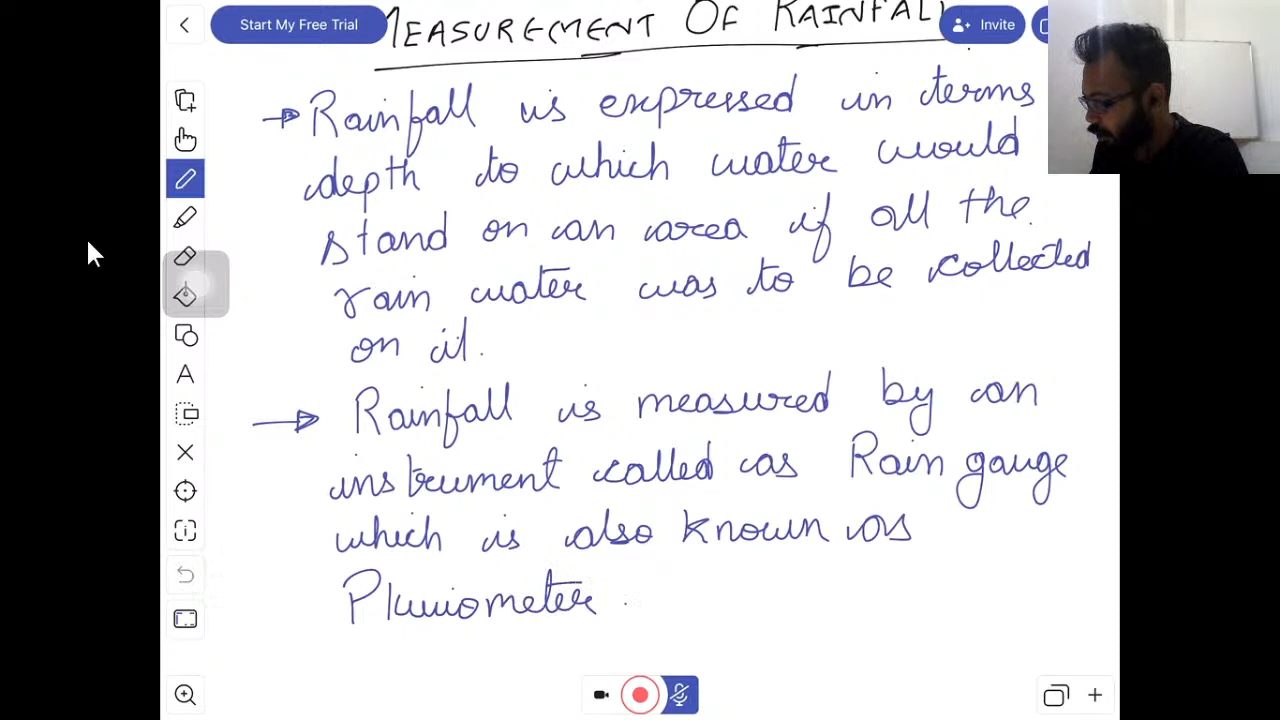 Start My Free Trial
MEASUREMENT OF RAINFALL
Invite
→ Rainfall is expressed in terms
depth to which water would
stand on an area if all the
rain water was to be collected
on it.
→ Rainfall is measured by an
instrument called as Rain gauge
which is also known as
Pluviometer.